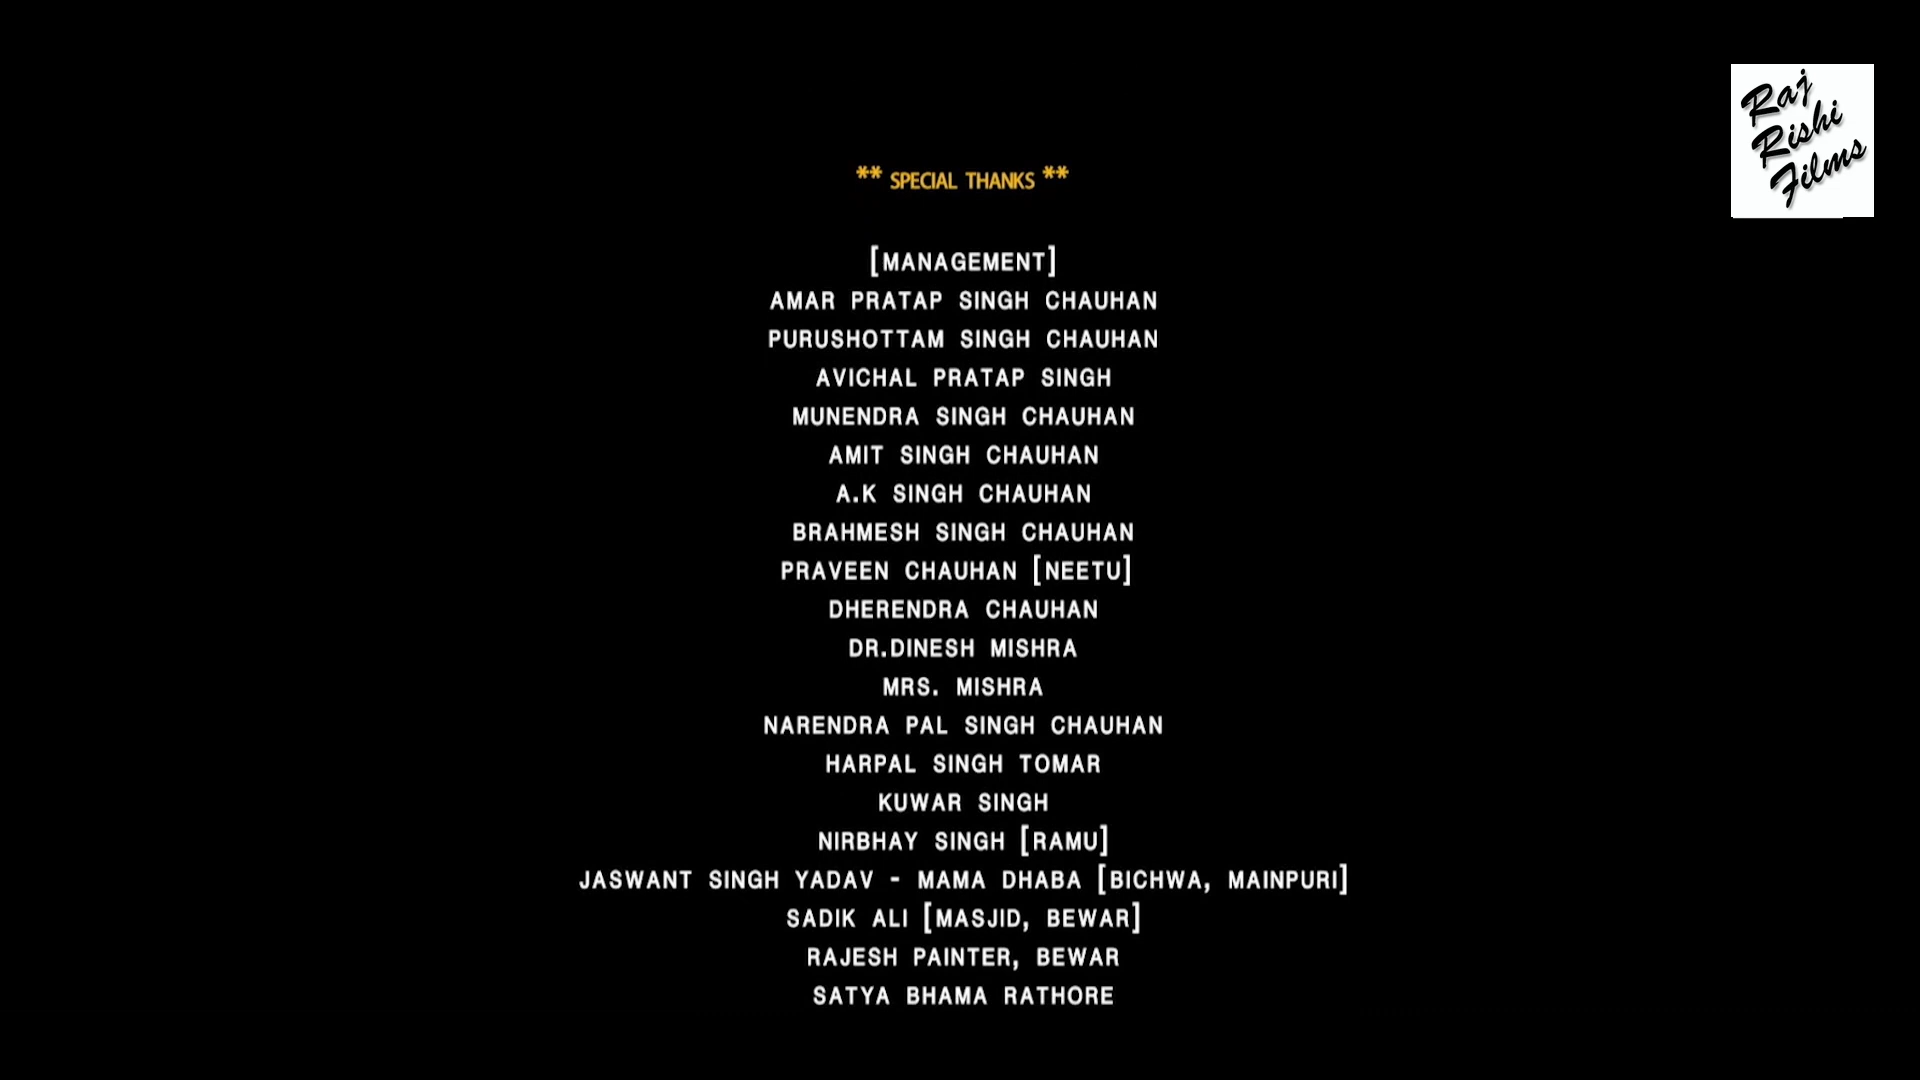 ** SPECIAL THANKS **
[MANAGEMENT]
AMAR PRATAP SINGH CHAUHAN
PURUSHOTTAM SINGH CHAUHAN
AVICHAL PRATAP SINGH
MUNENDRA SINGH CHAUHAN
AMIT SINGH CHAUHAN
A.K SINGH CHAUHAN
BRAHMESH SINGH CHAUHAN
PRAVEEN CHAUHAN [NEETU]
DHERENDRA CHAUHAN
DR.DINESH MISHRA
MRS. MISHRA
NARENDRA PAL SINGH CHAUHAN
HARPAL SINGH TOMAR
KUWAR SINGH
NIRBHAY SINGH [RAMU]
JASWANT SINGH YADAV - MAMA DHABA [BICHWA, MAINPURI]
SADIK ALI [MASJID, BEWAR]
RAJESH PAINTER, BEWAR
SATYA BHAMA RATHORE
Raj
Rishi
Films